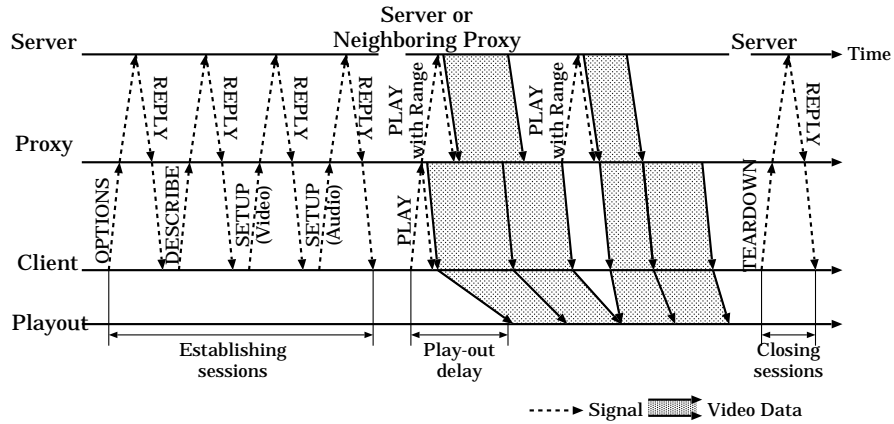 Server or
Neighboring Proxy
Server
Server
Time
REPLY
REPLY
REPLY
REPLY
PLAY
with Range
PLAY
with Range
REPLY
Proxy
OPTIONS
DESCRIBE
SETUP
(Video)
SETUP
(Audio)
PLAY
TEARDOWN
Client
Playout
Establishing
sessions
Play-out
delay
Closing
sessions
Signal
Video Data